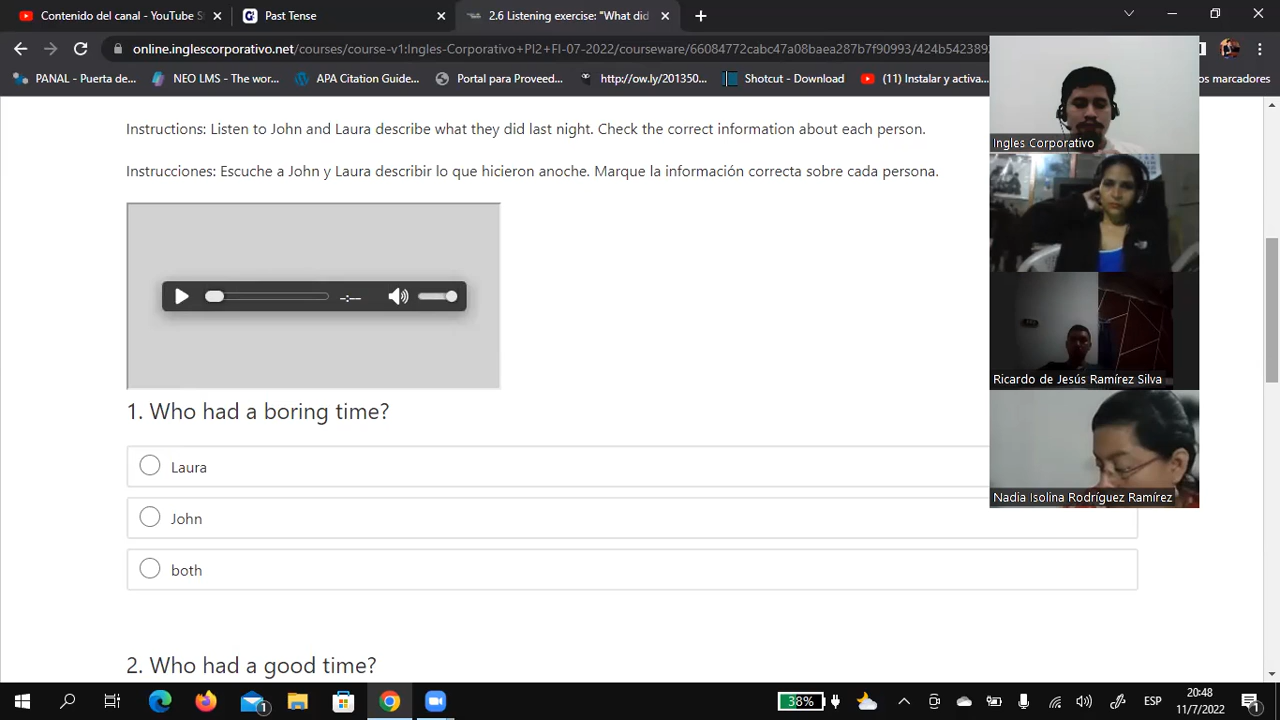 Contenido del canal - YouTube S
Past Tense
2.6 Listening exercise: "What did
online.inglescorporativo.net/courses/course-v1:Ingles-Corporativo+PI2+FI-07-2022/courseware/66084772cabc47a08baea287b7f90993/424b5423892
PANAL - Puerta de...
NEO LMS - The wor...
APA Citation Guide...
Portal para Proveed...
http://ow.ly/201350...
Shotcut - Download
(11) Instalar y activa...
os marcadores
Instructions: Listen to John and Laura describe what they did last night. Check the correct information about each person.
Ingles Corporativo
Instrucciones: Escuche a John y Laura describir lo que hicieron anoche. Marque la información correcta sobre cada persona.
-:--
Ricardo de Jesús Ramírez Silva
1. Who had a boring time?
Laura
Nadia Isolina Rodríguez Ramírez
John
both
2. Who had a good time?
38%
ESP
20:48
11/7/2022
1
1